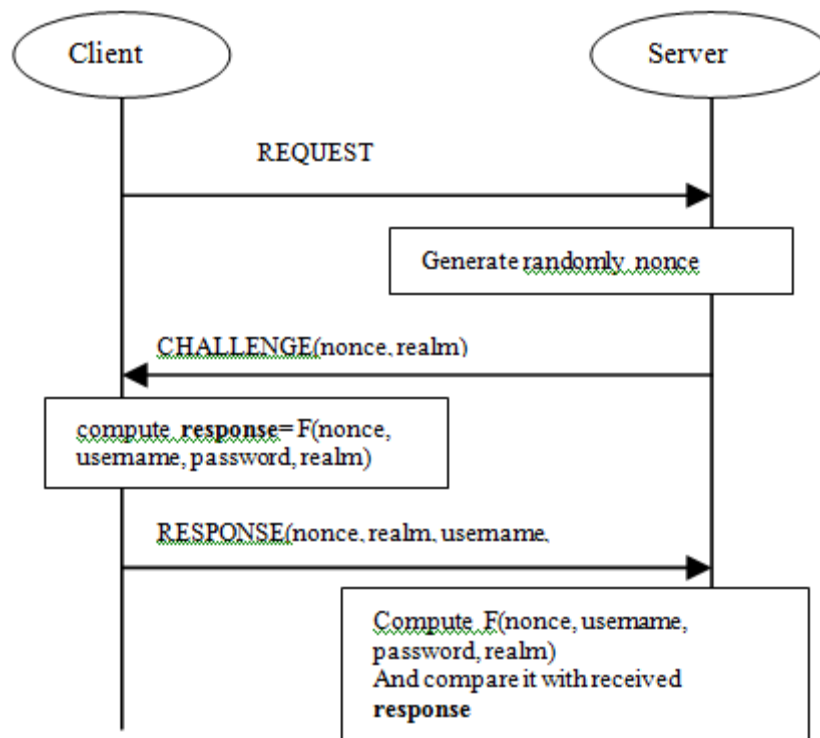 Client
Server
REQUEST
Generate randomly nonce
CHALLENGE(nonce, realm)
compute response=F(nonce,
username, password, realm)
RESPONSE(nonce, realm, username,
Compute F(nonce, username,
password, realm)
And compare it with received
response